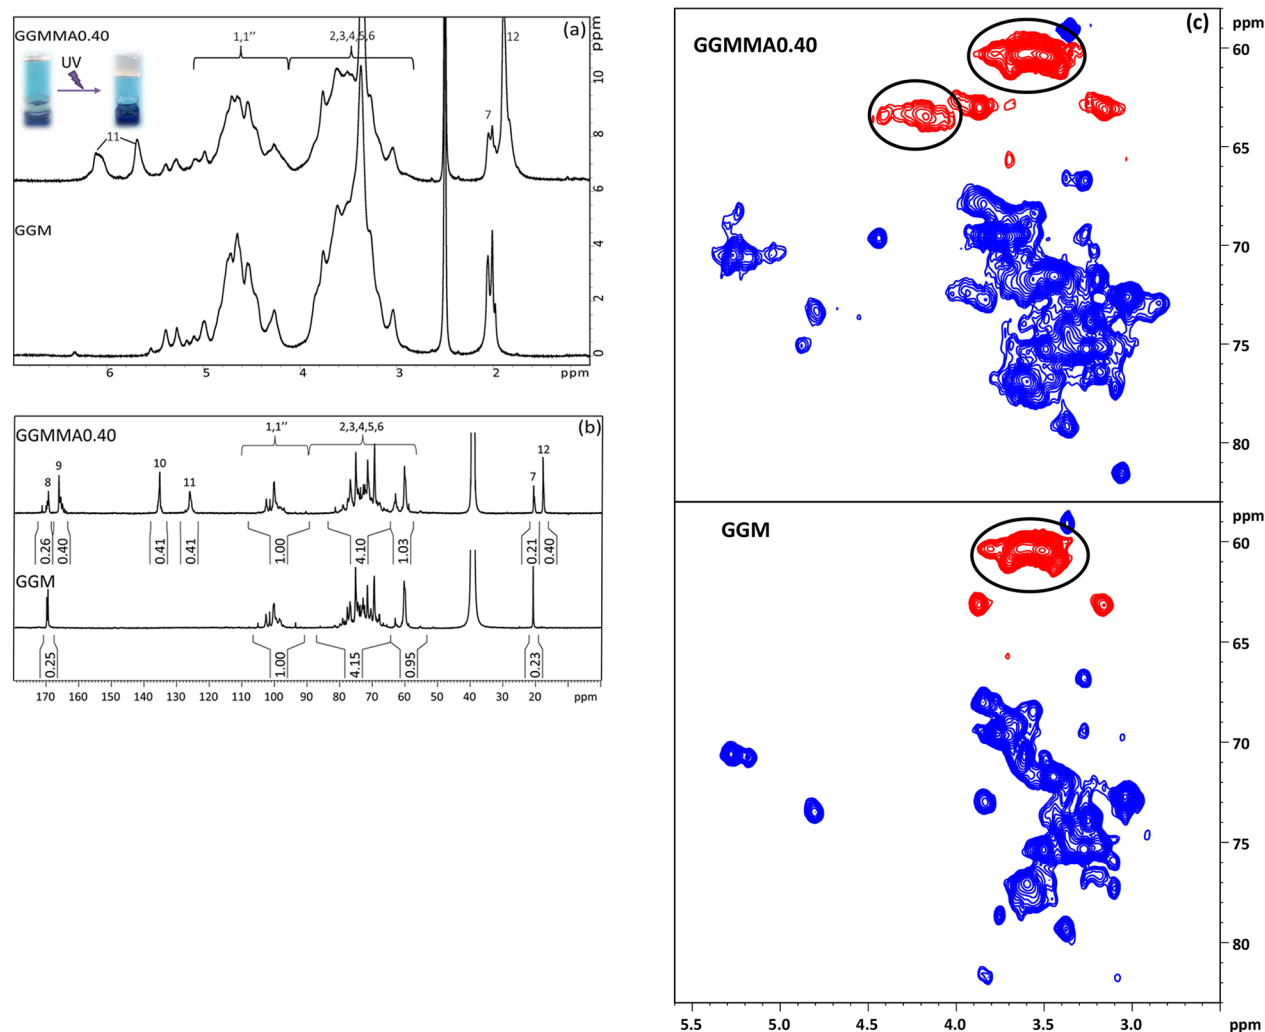 (a)
GGMMA0.40
UV
1,1’’
2,3,4,5,6
12
7
11
GGM
ppm
10
8
6
4
2
0
6 5 4 3 2 ppm
(b)
GGMMA0.40
1,1’’
2,3,4,5,6
8 9 10 11 7 12
0.26 0.40 0.41 0.41 1.00 4.10 1.03 0.21 0.40
GGM
0.25 1.00 4.15 0.95 0.23
170 160 150 140 130 120 110 100 90 80 70 60 50 40 30 20 ppm
(c)
GGMMA0.40
ppm
60
65
70
75
80
GGM
ppm
60
65
70
75
80
5.5 5.0 4.5 4.0 3.5 3.0 ppm